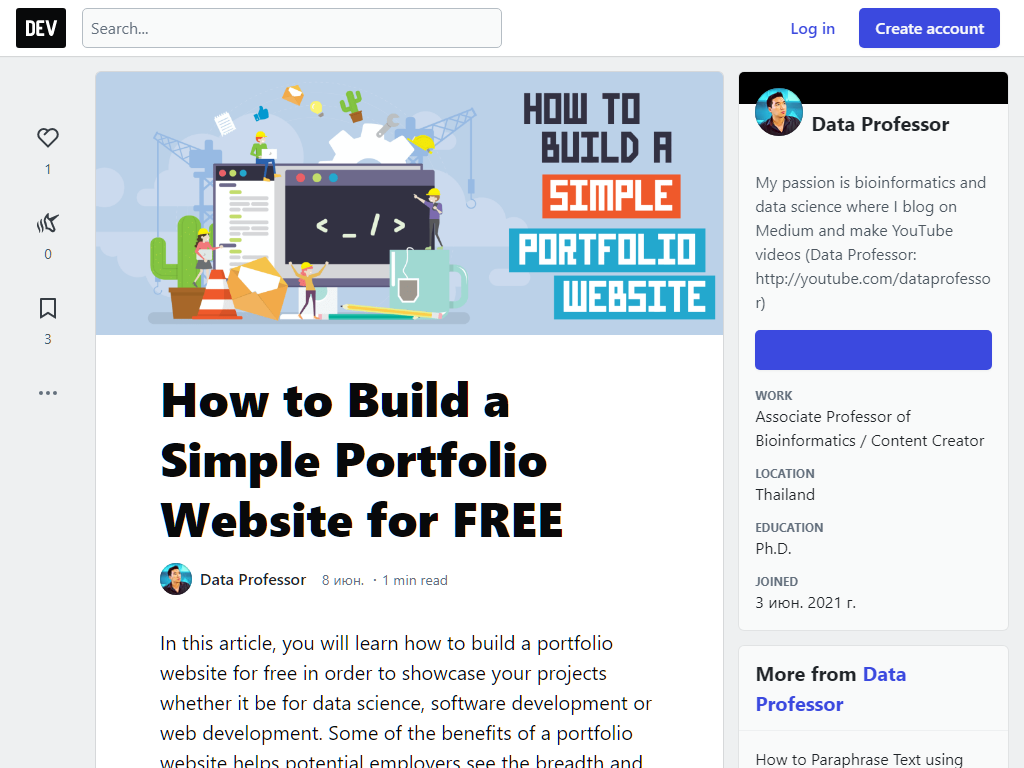 DEV
Search...
Log in
Create account
1
0
3
HOW TO
BUILD A
SIMPLE
PORTFOLIO
WEBSITE
< _ / >
How to Build a
Simple Portfolio
Website for FREE
Data Professor
8 июн.
· 1 min read
In this article, you will learn how to build a portfolio
website for free in order to showcase your projects
whether it be for data science, software development or
web development. Some of the benefits of a portfolio
website helps potential employers see the breadth and
Data Professor
My passion is bioinformatics and
data science where I blog on
Medium and make YouTube
videos (Data Professor:
http://youtube.com/dataprofesso
r)
WORK
Associate Professor of
Bioinformatics / Content Creator
LOCATION
Thailand
EDUCATION
Ph.D.
JOINED
3 июн. 2021 г.
More from Data
Professor
How to Paraphrase Text using